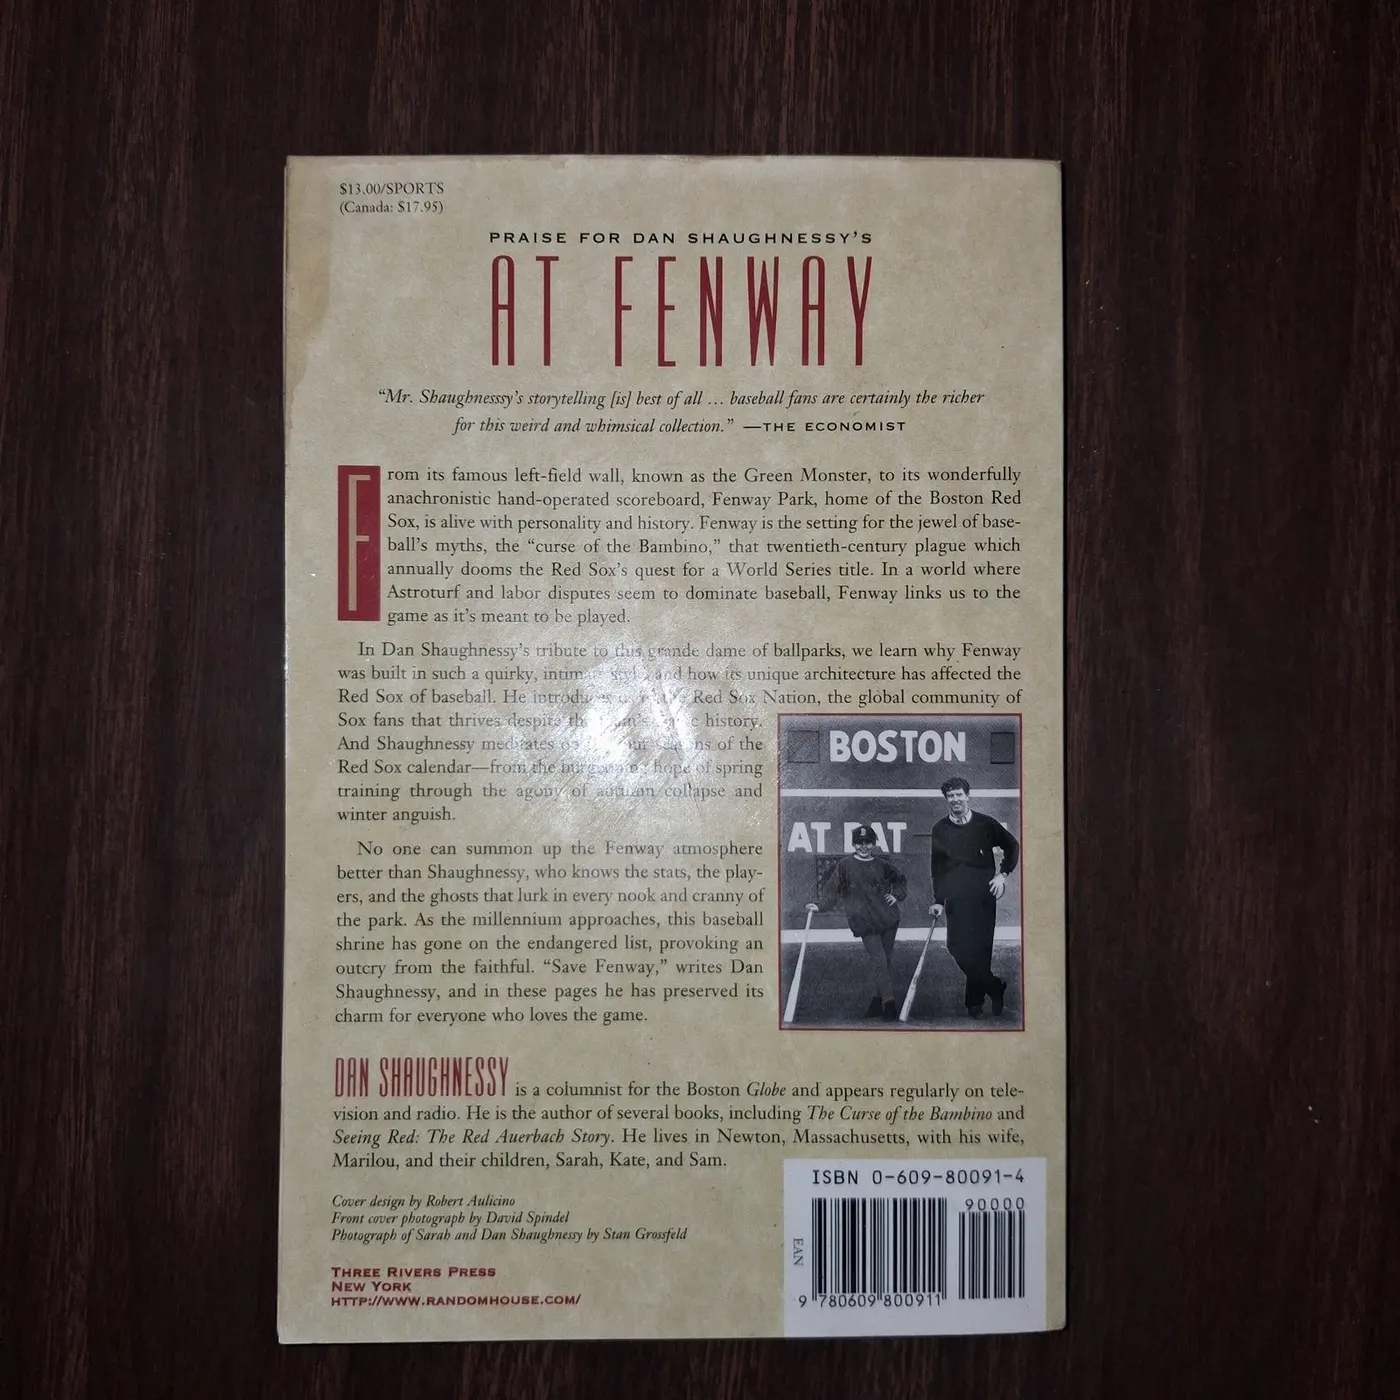 $13.00/SPORTS
(Canada: $17.95)
PRAISE FOR DAN SHAUGHNESSY'S
AT FENWAY
“Mr. Shaughnesssy's storytelling [is] best of all ... baseball fans are certainly the richer
for this weird and whimsical collection.” —THE ECONOMIST
From its famous left-field wall, known as the Green Monster, to its wonderfully
anachronistic hand-operated scoreboard, Fenway Park, home of the Boston Red
Sox, is alive with personality and history. Fenway is the setting for the jewel of base-
ball's myths, the “curse of the Bambino,” that twentieth-century plague which
annually dooms the Red Sox's quest for a World Series title. In a world where
Astroturf and labor disputes seem to dominate baseball, Fenway links us to the
game as it's meant to be played.
In Dan Shaughnessy's tribute to this grande dame of ballparks, we learn why Fenway
was built in such a quirky, intimate style and how its unique architecture has affected the
Red Sox of baseball. He introduces Red Sox Nation, the global community of
Sox fans that thrives despite the history.
And Shaughnessy meditates of the
Red Sox calendar—from the burgeoning hope of spring
training through the agony of autumn collapse and
winter anguish.
No one can summon up the Fenway atmosphere
better than Shaughnessy, who knows the stats, the play-
ers, and the ghosts that lurk in every nook and cranny of
the park. As the millennium approaches, this baseball
shrine has gone on the endangered list, provoking an
outcry from the faithful. “Save Fenway,” writes Dan
Shaughnessy, and in these pages he has preserved its
charm for everyone who loves the game.
BOSTON
AT BAT
DAN SHAUGHNESSY is a columnist for the Boston Globe and appears regularly on tele-
vision and radio. He is the author of several books, including The Curse of the Bambino and
Seeing Red: The Red Auerbach Story. He lives in Newton, Massachusetts, with his wife,
Marilou, and their children, Sarah, Kate, and Sam.
Cover design by Robert Aulicino
Front cover photograph by David Spindel
Photograph of Sarah and Dan Shaughnessy by Stan Grossfeld
THREE RIVERS PRESS
NEW YORK
HTTP://WWW.RANDOMHOUSE.COM/
ISBN 0-609-80091-4
90000
EAN
9 780609 800911